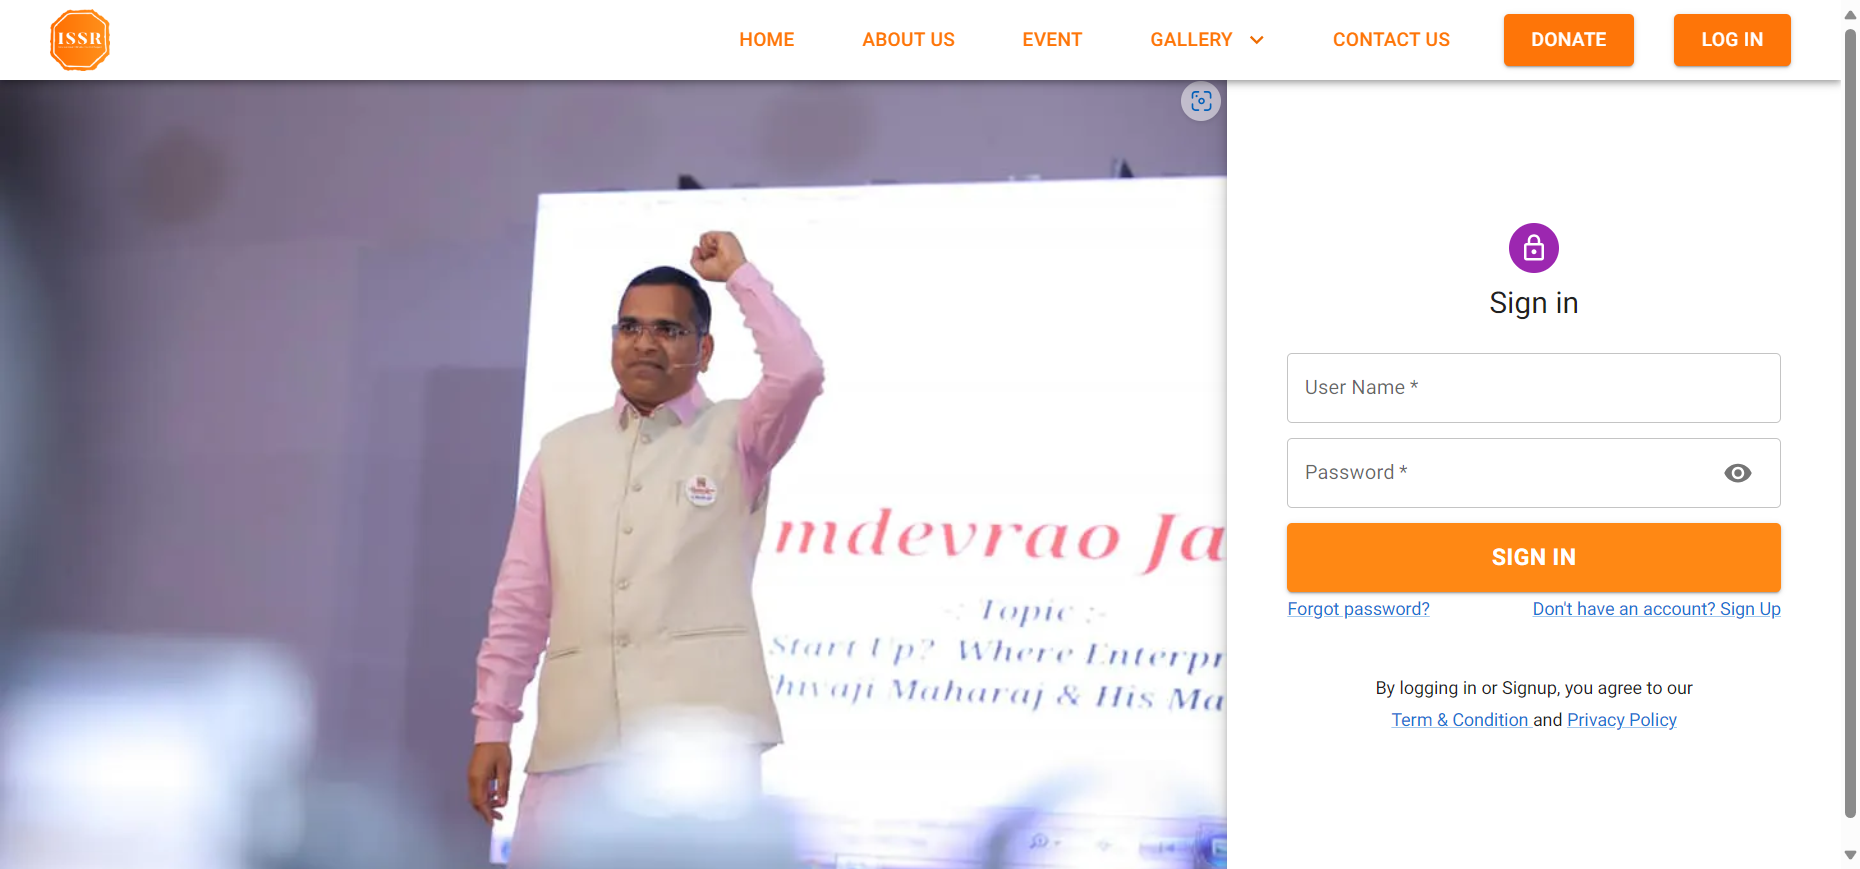 ISSR
HOME
ABOUT US
EVENT
GALLERY
CONTACT US
DONATE
LOG IN
mdevrao Ja
-: Topic :-
Start Up? Where Enterpr
hivaji Maharaj & His Ma
Sign in
User Name *
Password *
SIGN IN
Forgot password?
Don't have an account? Sign Up
By logging in or Signup, you agree to our
Term & Condition and Privacy Policy